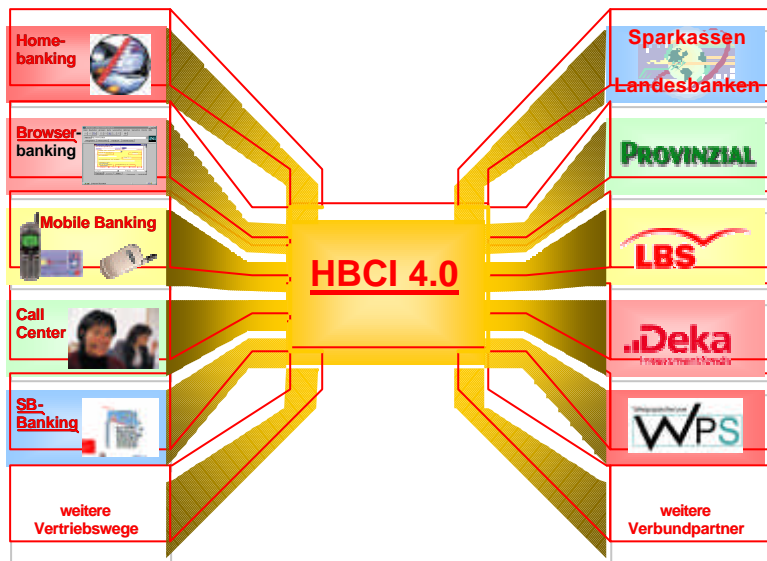 Home-
banking
Browser-
banking
Mobile Banking
Call
Center
SB-
Banking
weitere
Vertriebswege
HBCI 4.0
Sparkassen
Landesbanken
PROVINZIAL
LBS
Deka
WPS
weitere
Verbundpartner